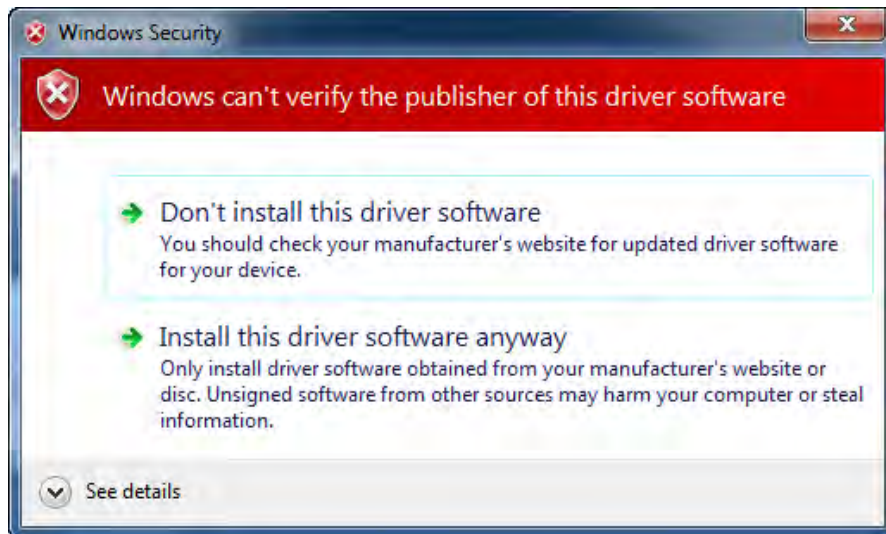 Windows Security
Windows can't verify the publisher of this driver software
Don't install this driver software
You should check your manufacturer's website for updated driver software
for your device.
Install this driver software anyway
Only install driver software obtained from your manufacturer's website or
disc. Unsigned software from other sources may harm your computer or steal
information.
See details